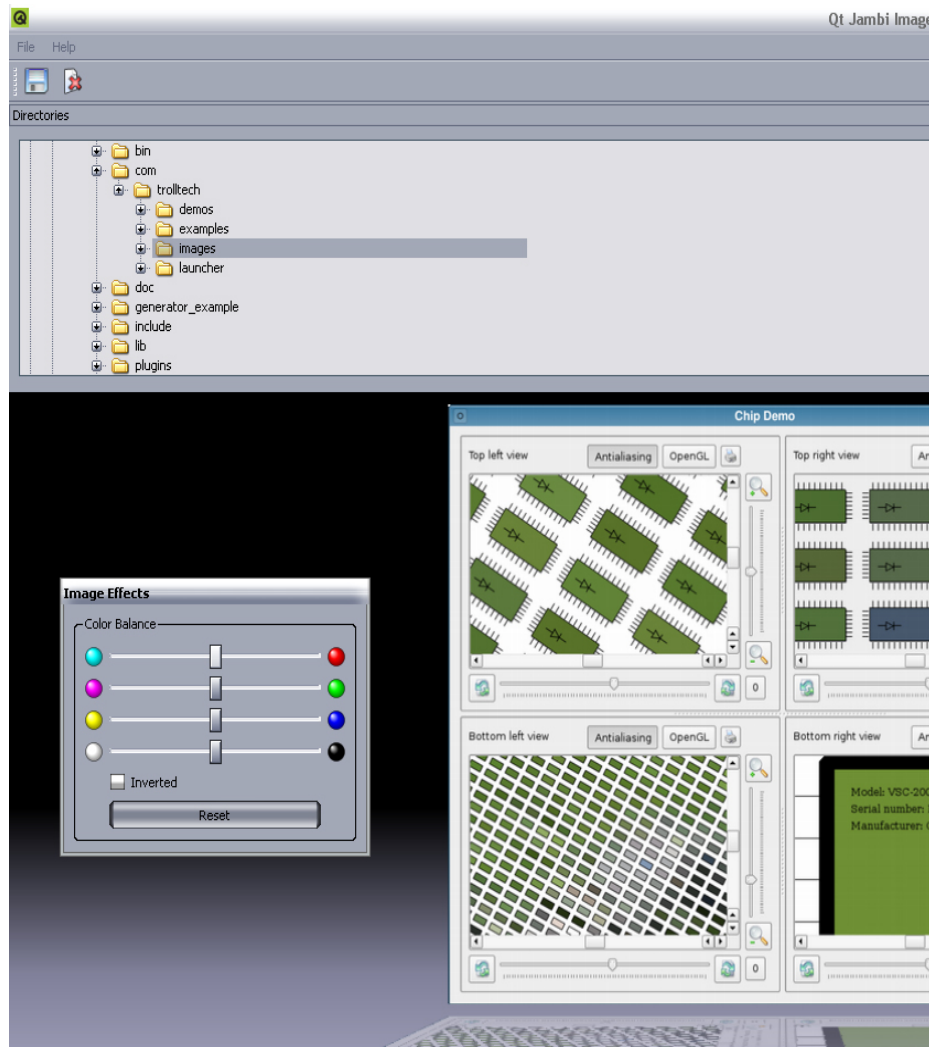 Qt Jambi Image
File Help
Directories
bin
com
trolltech
demos
examples
images
launcher
doc
generator_example
include
lib
plugins
Chip Demo
Top left view Antialiasing OpenGL
Top right view An
0
Image Effects
Color Balance
Inverted
Reset
Bottom left view Antialiasing OpenGL
Bottom right view An
Model: VSC-200
Serial number:
Manufacturer:
0